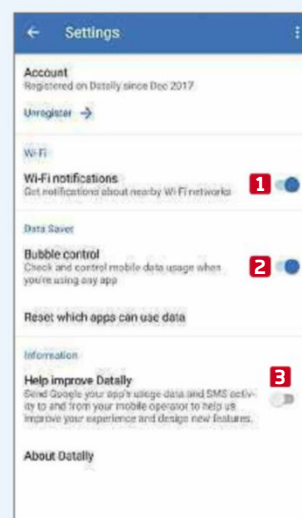 ← Settings
Account
Registered on Datally since Dec 2017
Unregister →
Wi-Fi
Wi-Fi notifications
Get notifications about nearby Wi-Fi networks
1
Data Saver
Bubble control
Check and control mobile data usage when
you're using any app
2
Reset which apps can use data
Information
Help improve Datally
3
Send Google your app's usage data and SMS activ-
ity to and from your mobile operator to help us
improve your experience and design new features.
About Datally